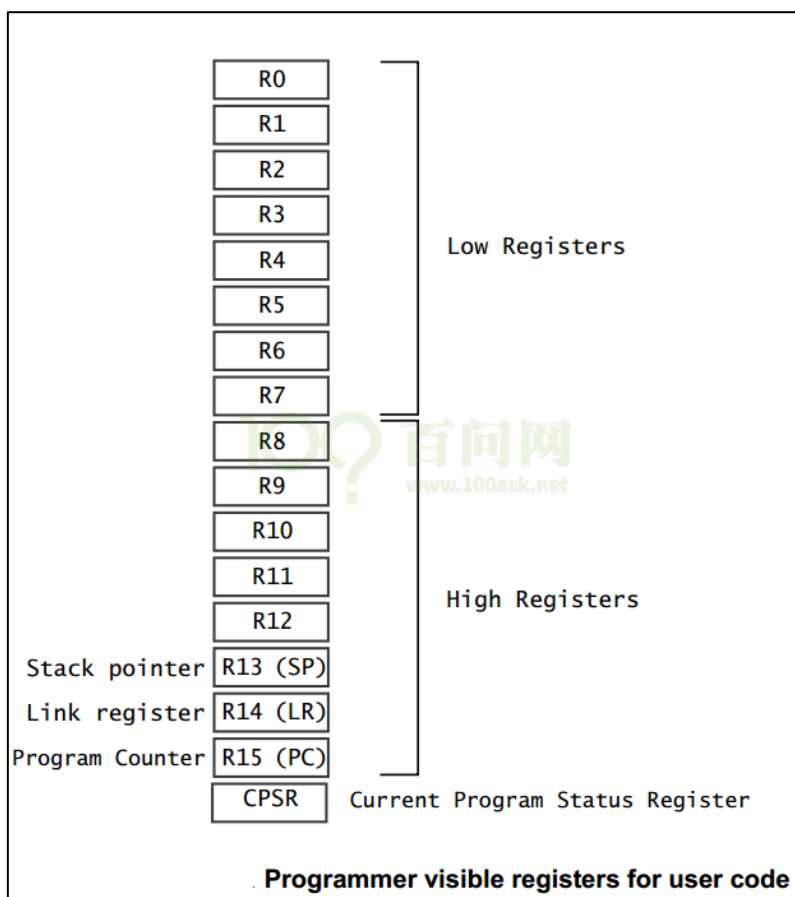 R0
R1
R2
R3
R4
Low Registers
R5
R6
R7
R8
100? 百问网
R9
www.100ask.net
R10
R11
High Registers
R12
Stack pointer R13 (SP)
Link register R14 (LR)
Program Counter R15 (PC)
CPSR Current Program Status Register
. Programmer visible registers for user code